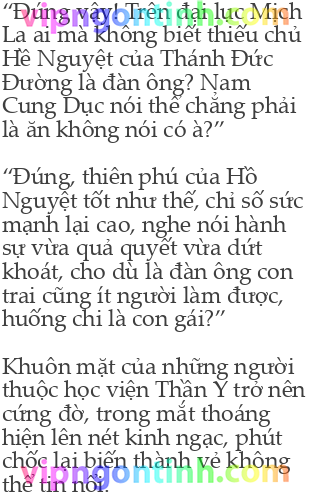 “Đúng vậy! Trên đại lục Mịch
La ai mà không biết thiếu chủ
Hề Nguyệt của Thánh Đức
Đường là đàn ông? Nam
Cung Dục nói thế chẳng phải
là ăn không nói có à?”
“Đúng, thiên phú của Hồ
Nguyệt tốt như thế, chỉ số sức
mạnh lại cao, nghe nói hành
sự vừa quả quyết vừa dứt
khoát, cho dù là đàn ông con
trai cũng ít người làm được,
huống chi là con gái?”
Khuôn mặt của những người
thuộc học viện Thần Y trở nên
cứng đờ, trong mắt thoáng
hiện lên nét kinh ngạc, phút
chốc lại biến thành vẻ không
thể tin nổi.
vipngontinh.com
vipngontinh.com